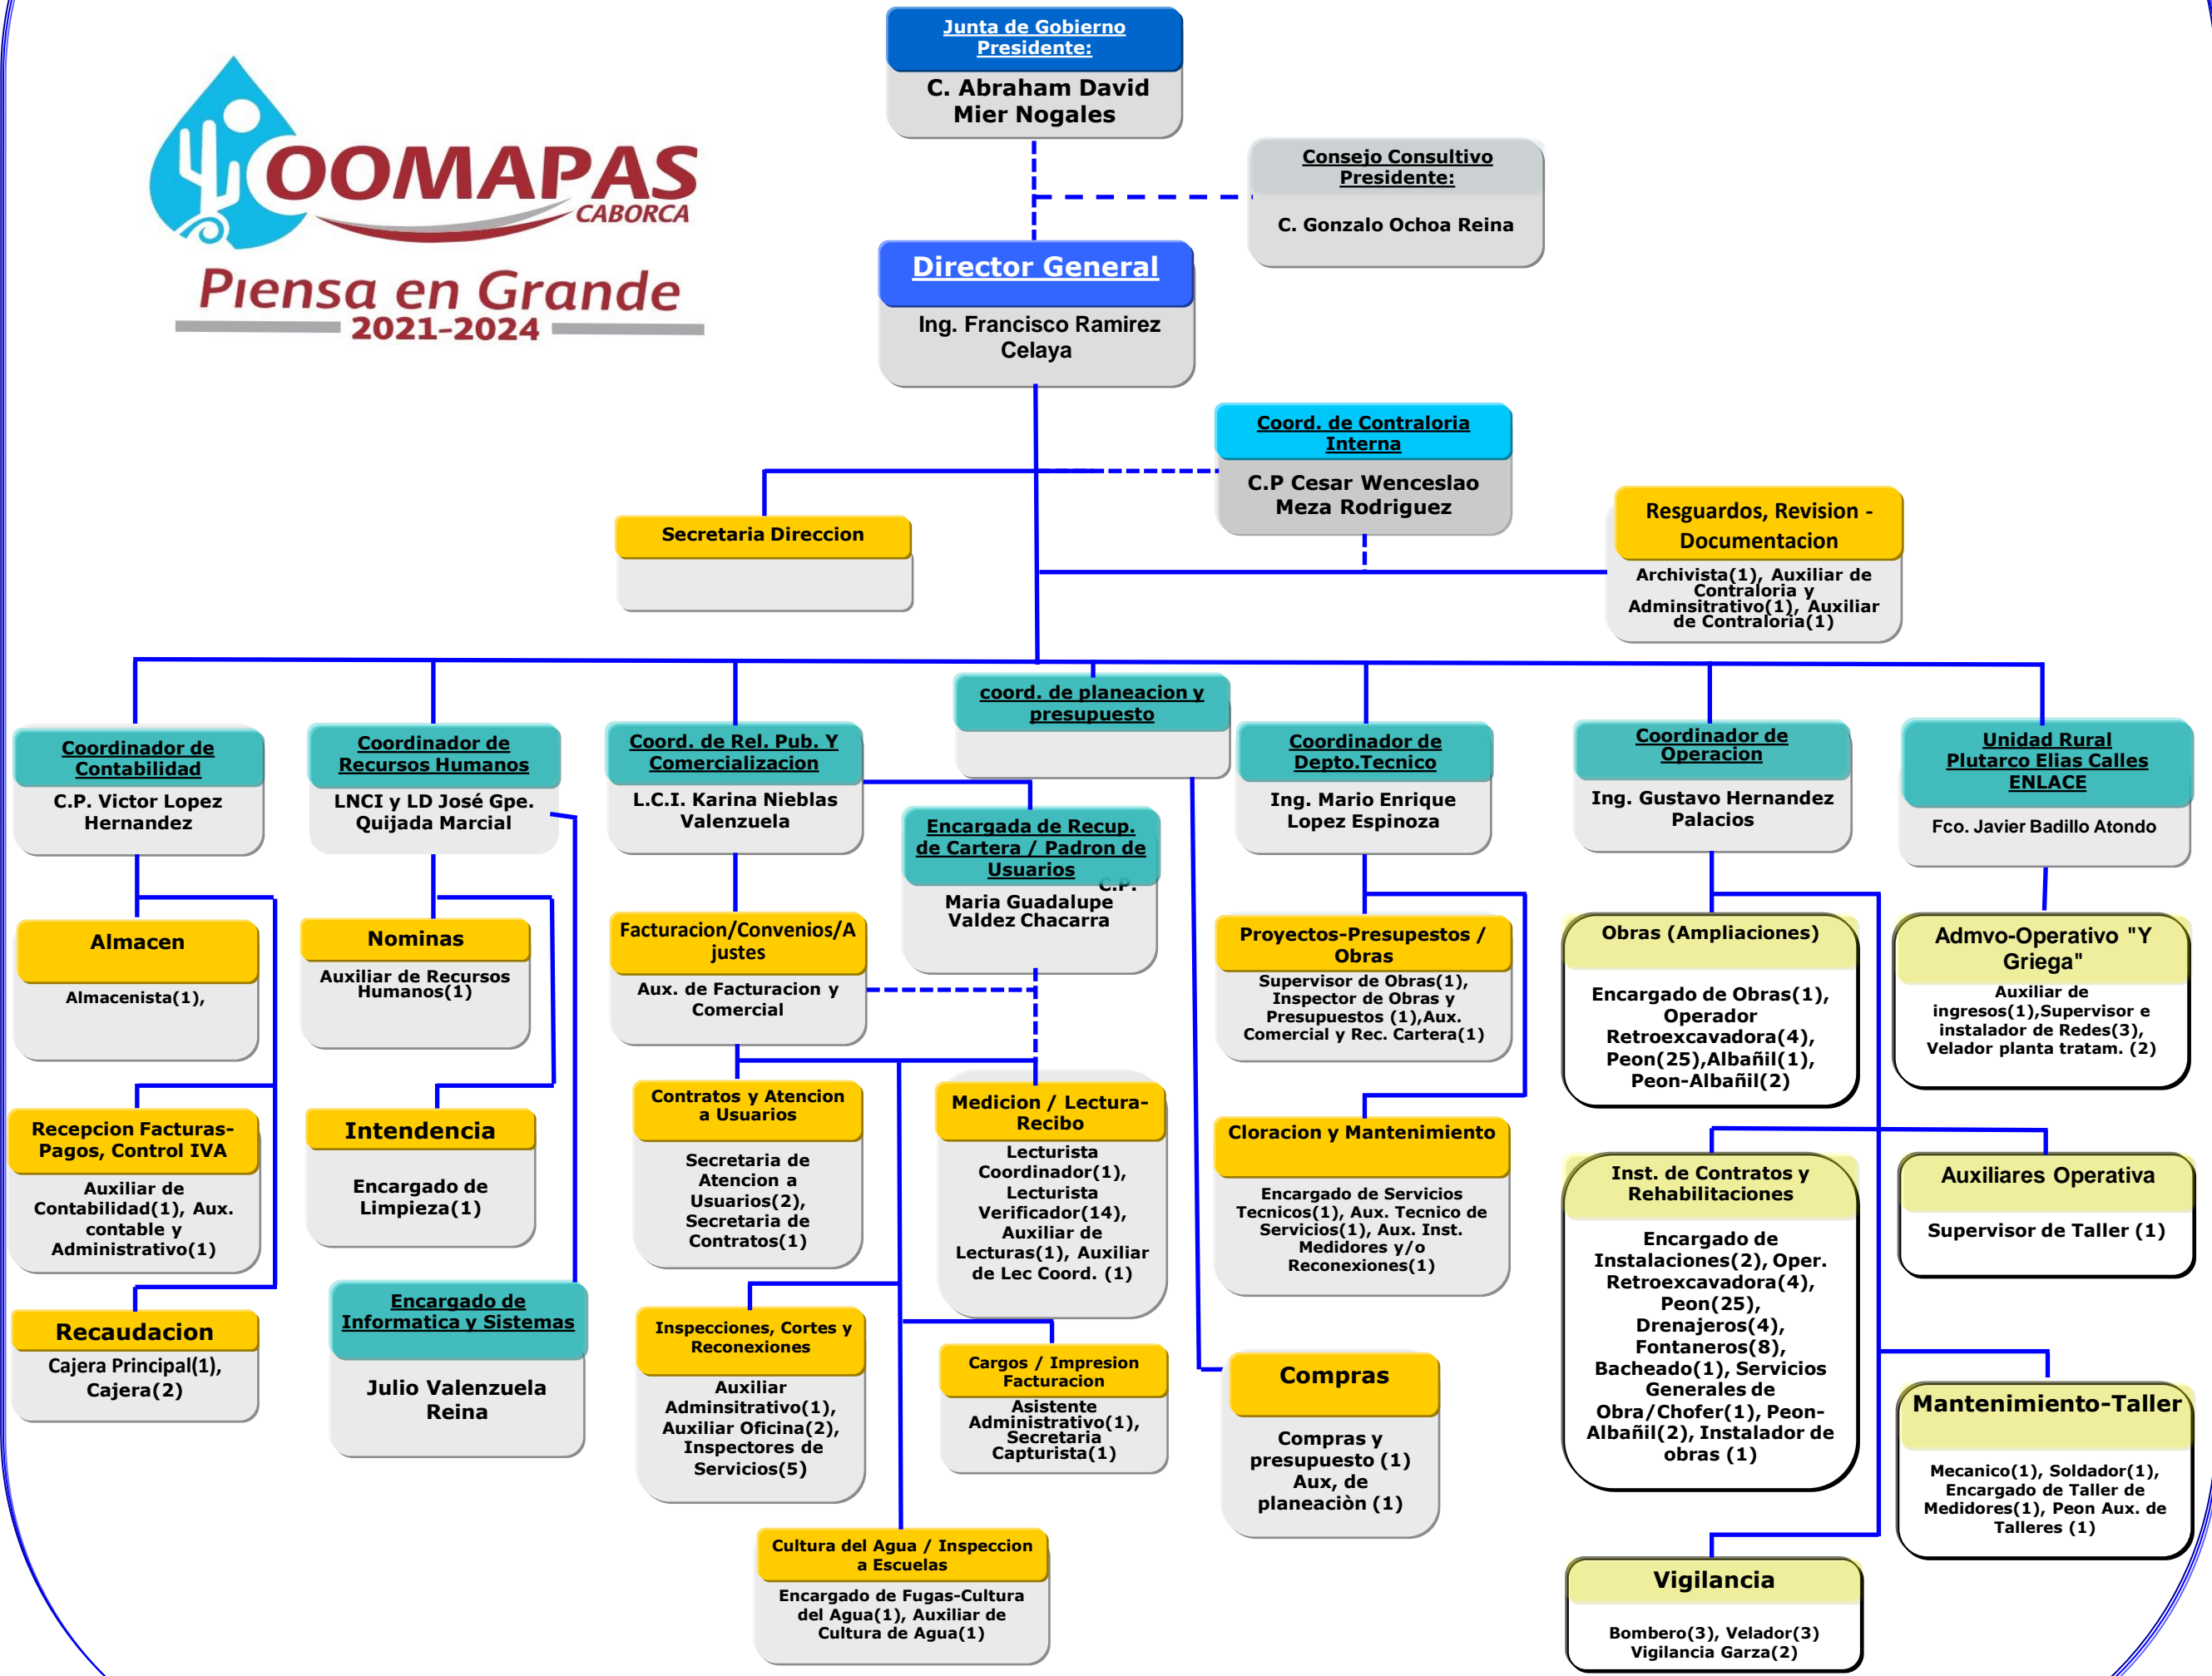 Junta de Gobierno
Presidente:
C. Abraham David
Mier Nogales
OOMAPAS
CABORCA
Piensa en Grande
2021-2024
Consejo Consultivo
Presidente:
C. Gonzalo Ochoa Reina
Director General
Ing. Francisco Ramirez
Celaya
Coord. de Contraloria
Interna
C.P Cesar Wenceslao
Meza Rodriguez
Secretaria Direccion
Resguardos, Revision -
Documentacion
Archivista(1), Auxiliar de
Contraloria y
Adminsitrativo(1), Auxiliar
de Contraloria(1)
Coordinador de
Contabilidad
C.P. Victor Lopez
Hernandez
Coordinador de
Recursos Humanos
LNCI y LD José Gpe.
Quijada Marcial
Coord. de Rel. Pub. Y
Comercializacion
L.C.I. Karina Nieblas
Valenzuela
coord. de planeacion y
presupuesto
Coordinador de
Depto.Tecnico
Ing. Mario Enrique
Lopez Espinoza
Coordinador de
Operacion
Ing. Gustavo Hernandez
Palacios
Unidad Rural
Plutarco Elias Calles
ENLACE
Fco. Javier Badillo Atondo
Encargada de Recup.
de Cartera / Padron de
Usuarios
C.P.
Maria Guadalupe
Valdez Chacarra
Almacen
Almacenista(1),
Nominas
Auxiliar de Recursos
Humanos(1)
Facturacion/Convenios/A
justes
Aux. de Facturacion y
Comercial
Proyectos-Presupestos /
Obras
Supervisor de Obras(1),
Inspector de Obras y
Presupuestos (1),Aux.
Comercial y Rec. Cartera(1)
Obras (Ampliaciones)
Encargado de Obras(1),
Operador
Retroexcavadora(4),
Peon(25),Albañil(1),
Peon-Albañil(2)
Admvo-Operativo "Y
Griega"
Auxiliar de
ingresos(1),Supervisor e
instalador de Redes(3),
Velador planta tratam. (2)
Recepcion Facturas-
Pagos, Control IVA
Auxiliar de
Contabilidad(1), Aux.
contable y
Administrativo(1)
Intendencia
Encargado de
Limpieza(1)
Contratos y Atencion
a Usuarios
Secretaria de
Atencion a
Usuarios(2),
Secretaria de
Contratos(1)
Medicion / Lectura-
Recibo
Lecturista
Coordinador(1),
Lecturista
Verificador(14),
Auxiliar de
Lecturas(1), Auxiliar
de Lec Coord. (1)
Cloracion y Mantenimiento
Encargado de Servicios
Tecnicos(1), Aux. Tecnico de
Servicios(1), Aux. Inst.
Medidores y/o
Reconexiones(1)
Inst. de Contratos y
Rehabilitaciones
Encargado de
Instalaciones(2), Oper.
Retroexcavadora(4),
Peon(25),
Drenajeros(4),
Fontaneros(8),
Bacheado(1), Servicios
Generales de
Obra/Chofer(1), Peon-
Albañil(2), Instalador de
obras (1)
Auxiliares Operativa
Supervisor de Taller (1)
Recaudacion
Cajera Principal(1),
Cajera(2)
Encargado de
Informatica y Sistemas
Julio Valenzuela
Reina
Inspecciones, Cortes y
Reconexiones
Auxiliar
Adminsitrativo(1),
Auxiliar Oficina(2),
Inspectores de
Servicios(5)
Cargos / Impresion
Facturacion
Asistente
Administrativo(1),
Secretaria
Capturista(1)
Compras
Compras y
presupuesto (1)
Aux, de
planeaciòn (1)
Mantenimiento-Taller
Mecanico(1), Soldador(1),
Encargado de Taller de
Medidores(1), Peon Aux. de
Talleres (1)
Cultura del Agua / Inspeccion
a Escuelas
Encargado de Fugas-Cultura
del Agua(1), Auxiliar de
Cultura de Agua(1)
Vigilancia
Bombero(3), Velador(3)
Vigilancia Garza(2)